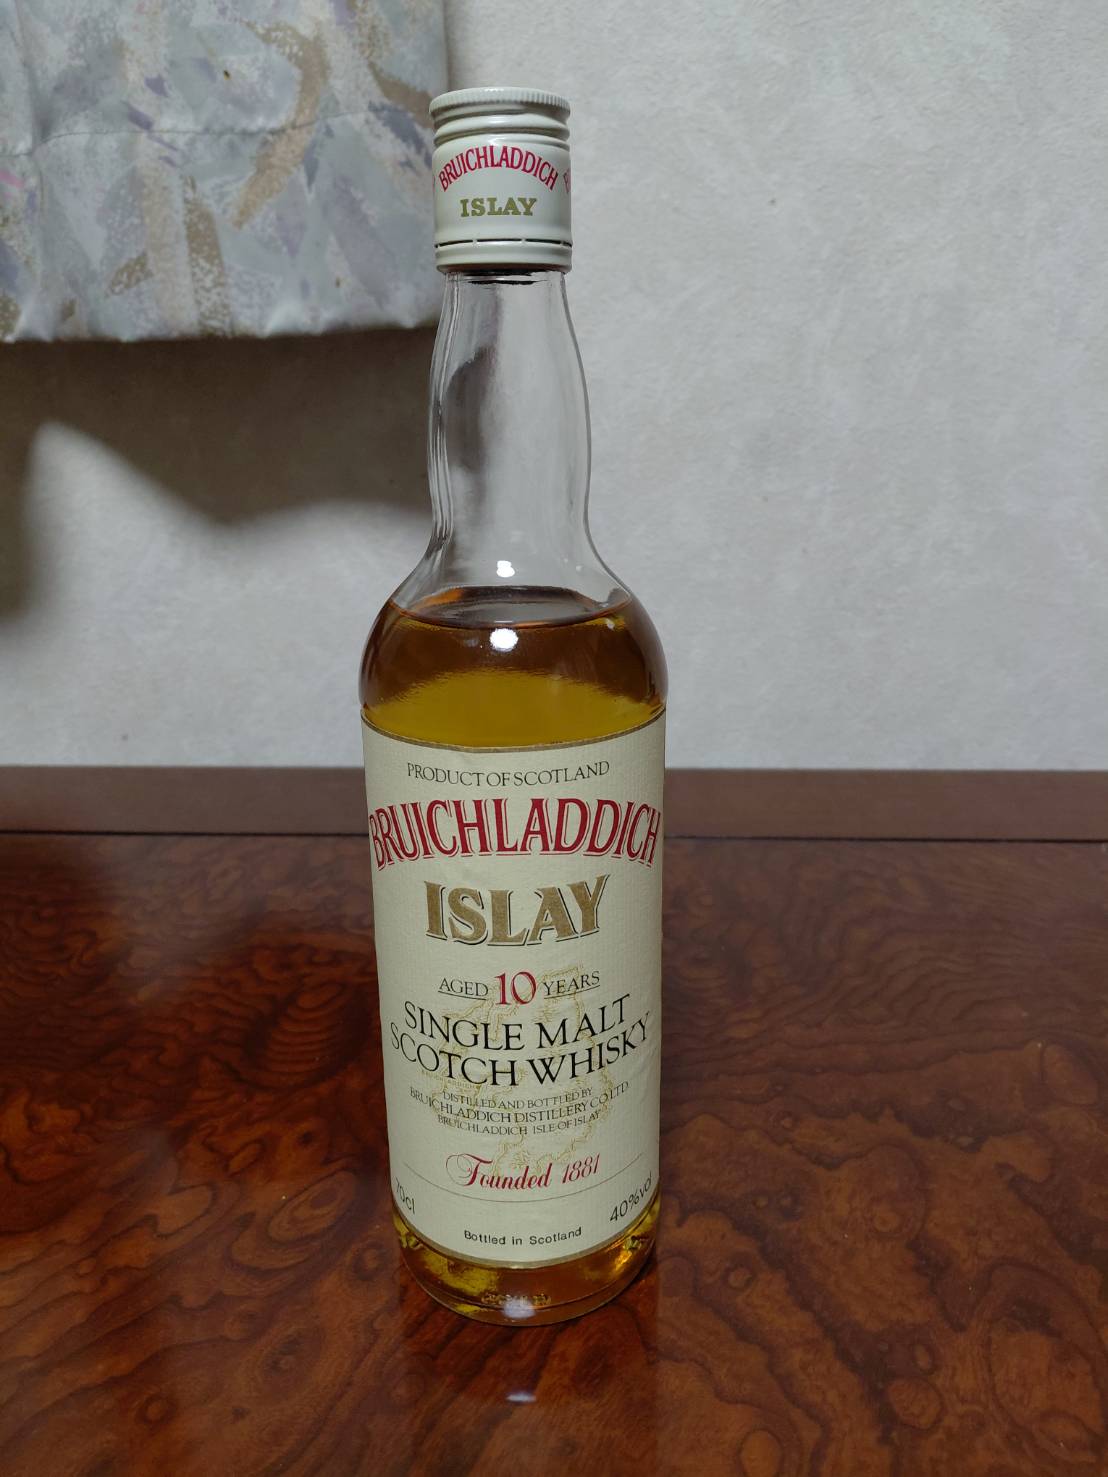 BRUICHLADDICH
ISLAY
PRODUCT OF SCOTLAND
BRUICHLADDICH
ISLAY
AGED 10 YEARS
SINGLE MALT
SCOTCH WHISKY
DISTILLED AND BOTTLED BY
BRUICHLADDICH DISTILLERY CO LTD
BRUICHLADDICH ISLE OF ISLAY
Founded 1881
70cl
40%vol
Bottled in Scotland